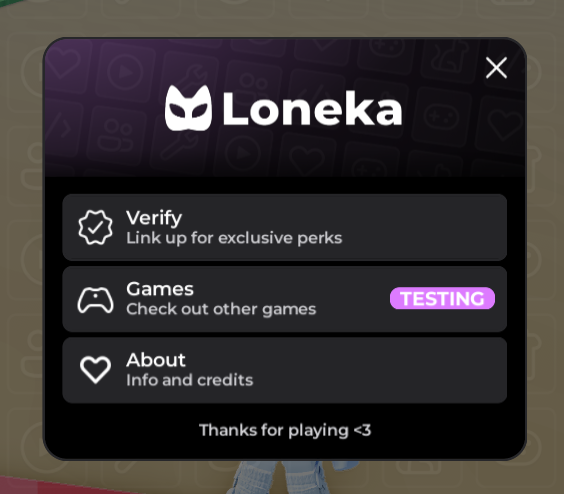 Loneka
Verify
Link up for exclusive perks
Games
Check out other games
TESTING
About
Info and credits
Thanks for playing <3